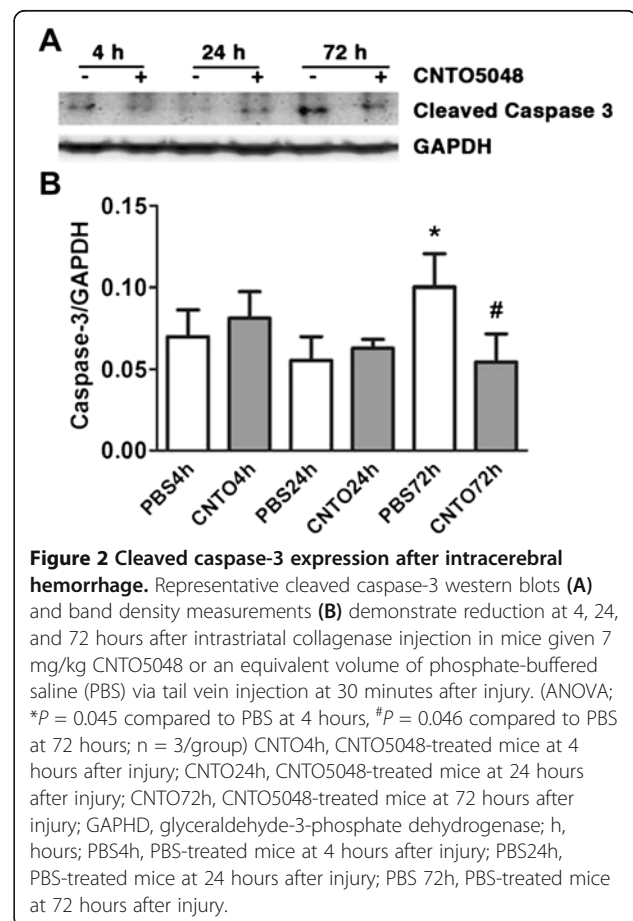 A
4 h 24 h 72 h
- + - + - + CNTO5048
Cleaved Caspase 3
GAPDH
B
Caspase-3/GAPDH
0.15
0.10
0.05
0.00
*
#
PBS4h CNTO4h PBS24h CNTO24h PBS72h CNTO72h
Figure 2 Cleaved caspase-3 expression after intracerebral
hemorrhage. Representative cleaved caspase-3 western blots (A)
and band density measurements (B) demonstrate reduction at 4, 24,
and 72 hours after intrastriatal collagenase injection in mice given 7
mg/kg CNTO5048 or an equivalent volume of phosphate-buffered
saline (PBS) via tail vein injection at 30 minutes after injury. (ANOVA;
*P = 0.045 compared to PBS at 4 hours, #P = 0.046 compared to PBS
at 72 hours; n = 3/group) CNTO4h, CNTO5048-treated mice at 4
hours after injury; CNTO24h, CNTO5048-treated mice at 24 hours
after injury; CNTO72h, CNTO5048-treated mice at 72 hours after
injury; GAPHD, glyceraldehyde-3-phosphate dehydrogenase; h,
hours; PBS4h, PBS-treated mice at 4 hours after injury; PBS24h,
PBS-treated mice at 24 hours after injury; PBS 72h, PBS-treated mice
at 72 hours after injury.